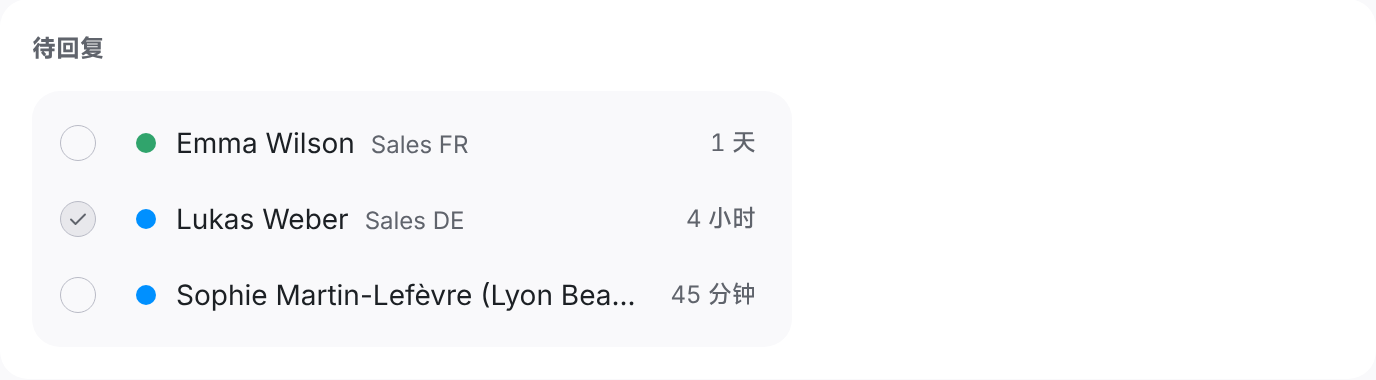 待回复
Emma Wilson Sales FR 1 天
Lukas Weber Sales DE 4 小时
Sophie Martin-Lefèvre (Lyon Bea... 45 分钟